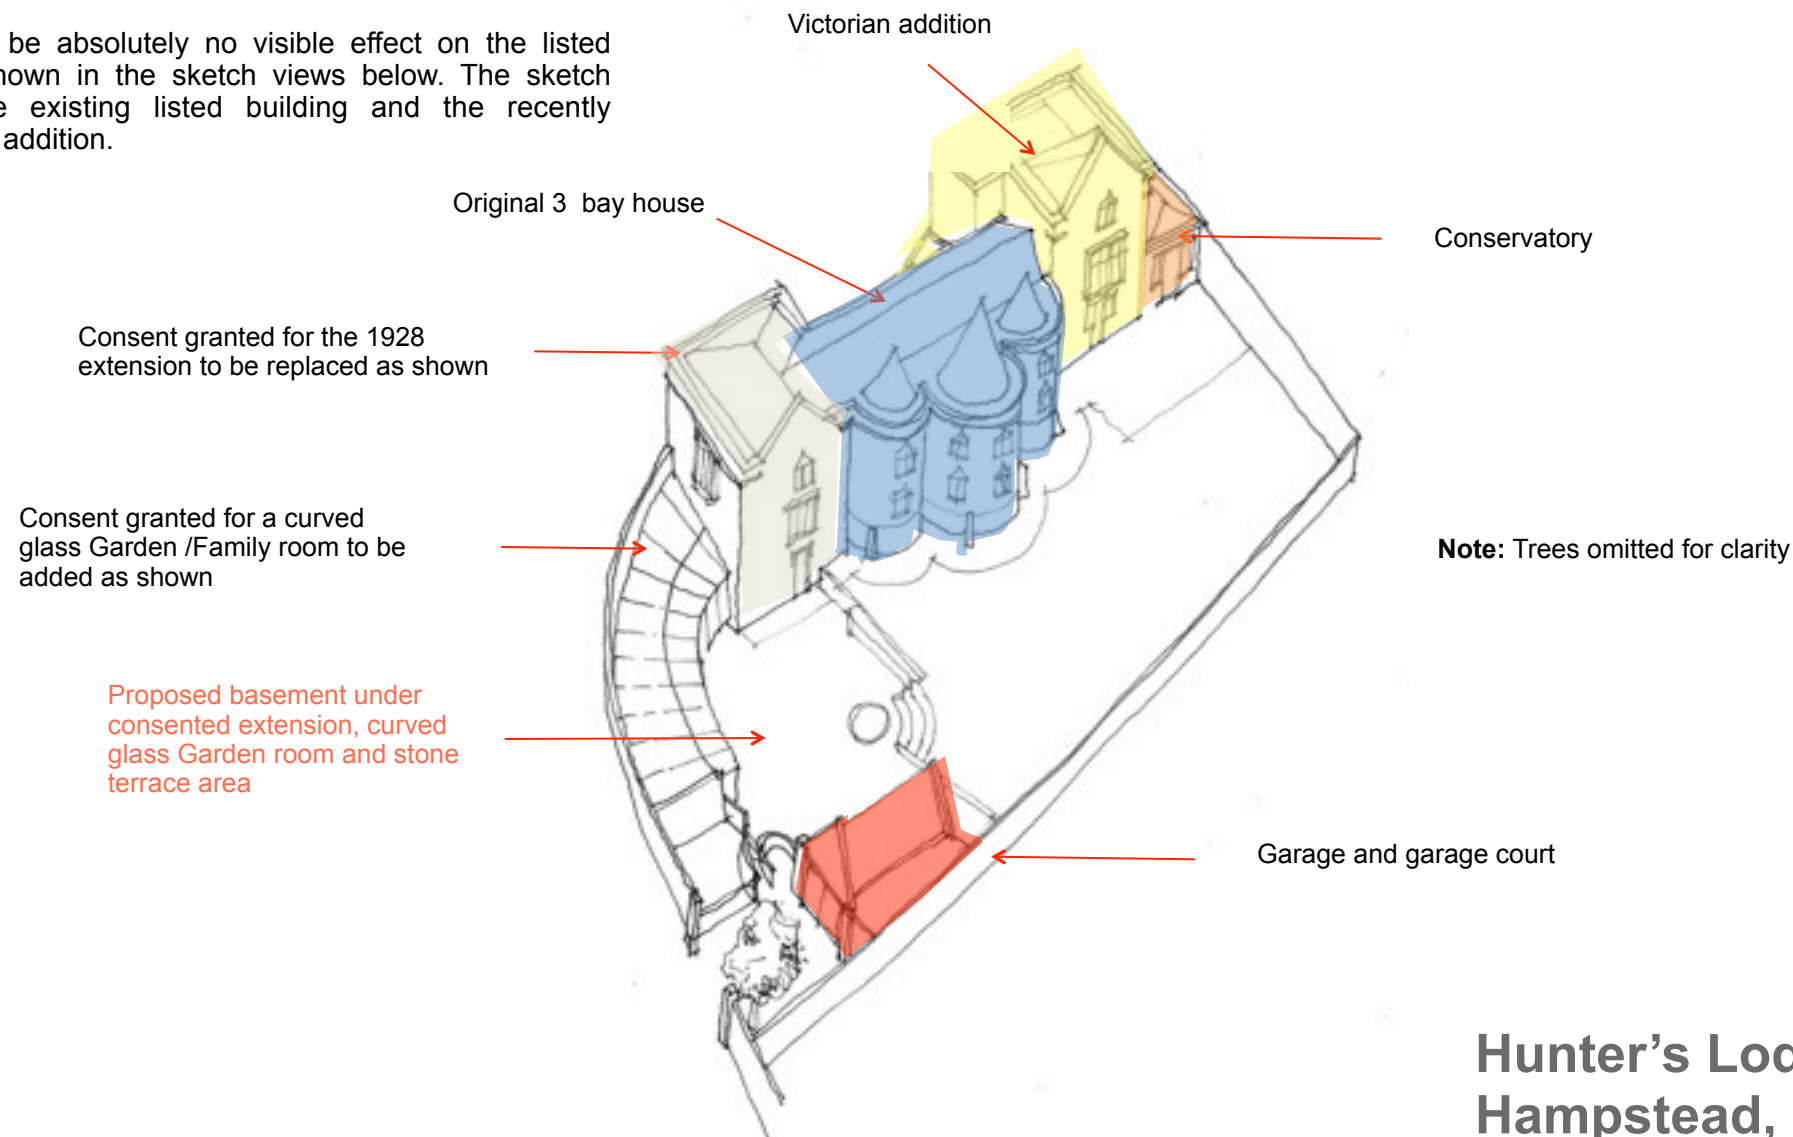 be absolutely no visible effect on the listed
shown in the sketch views below. The sketch
existing listed building and the recently
addition.
Victorian addition
Original 3 bay house
Conservatory
Consent granted for the 1928
extension to be replaced as shown
Consent granted for a curved
glass Garden /Family room to be
added as shown
Note: Trees omitted for clarity
Proposed basement under
consented extension, curved
glass Garden room and stone
terrace area
Garage and garage court
Hunter’s Lod
Hampstead,